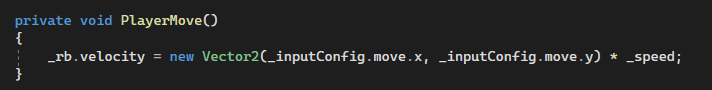 private void PlayerMove()
{
    _rb.velocity = new Vector2(_inputConfig.move.x, _inputConfig.move.y) * _speed;
}